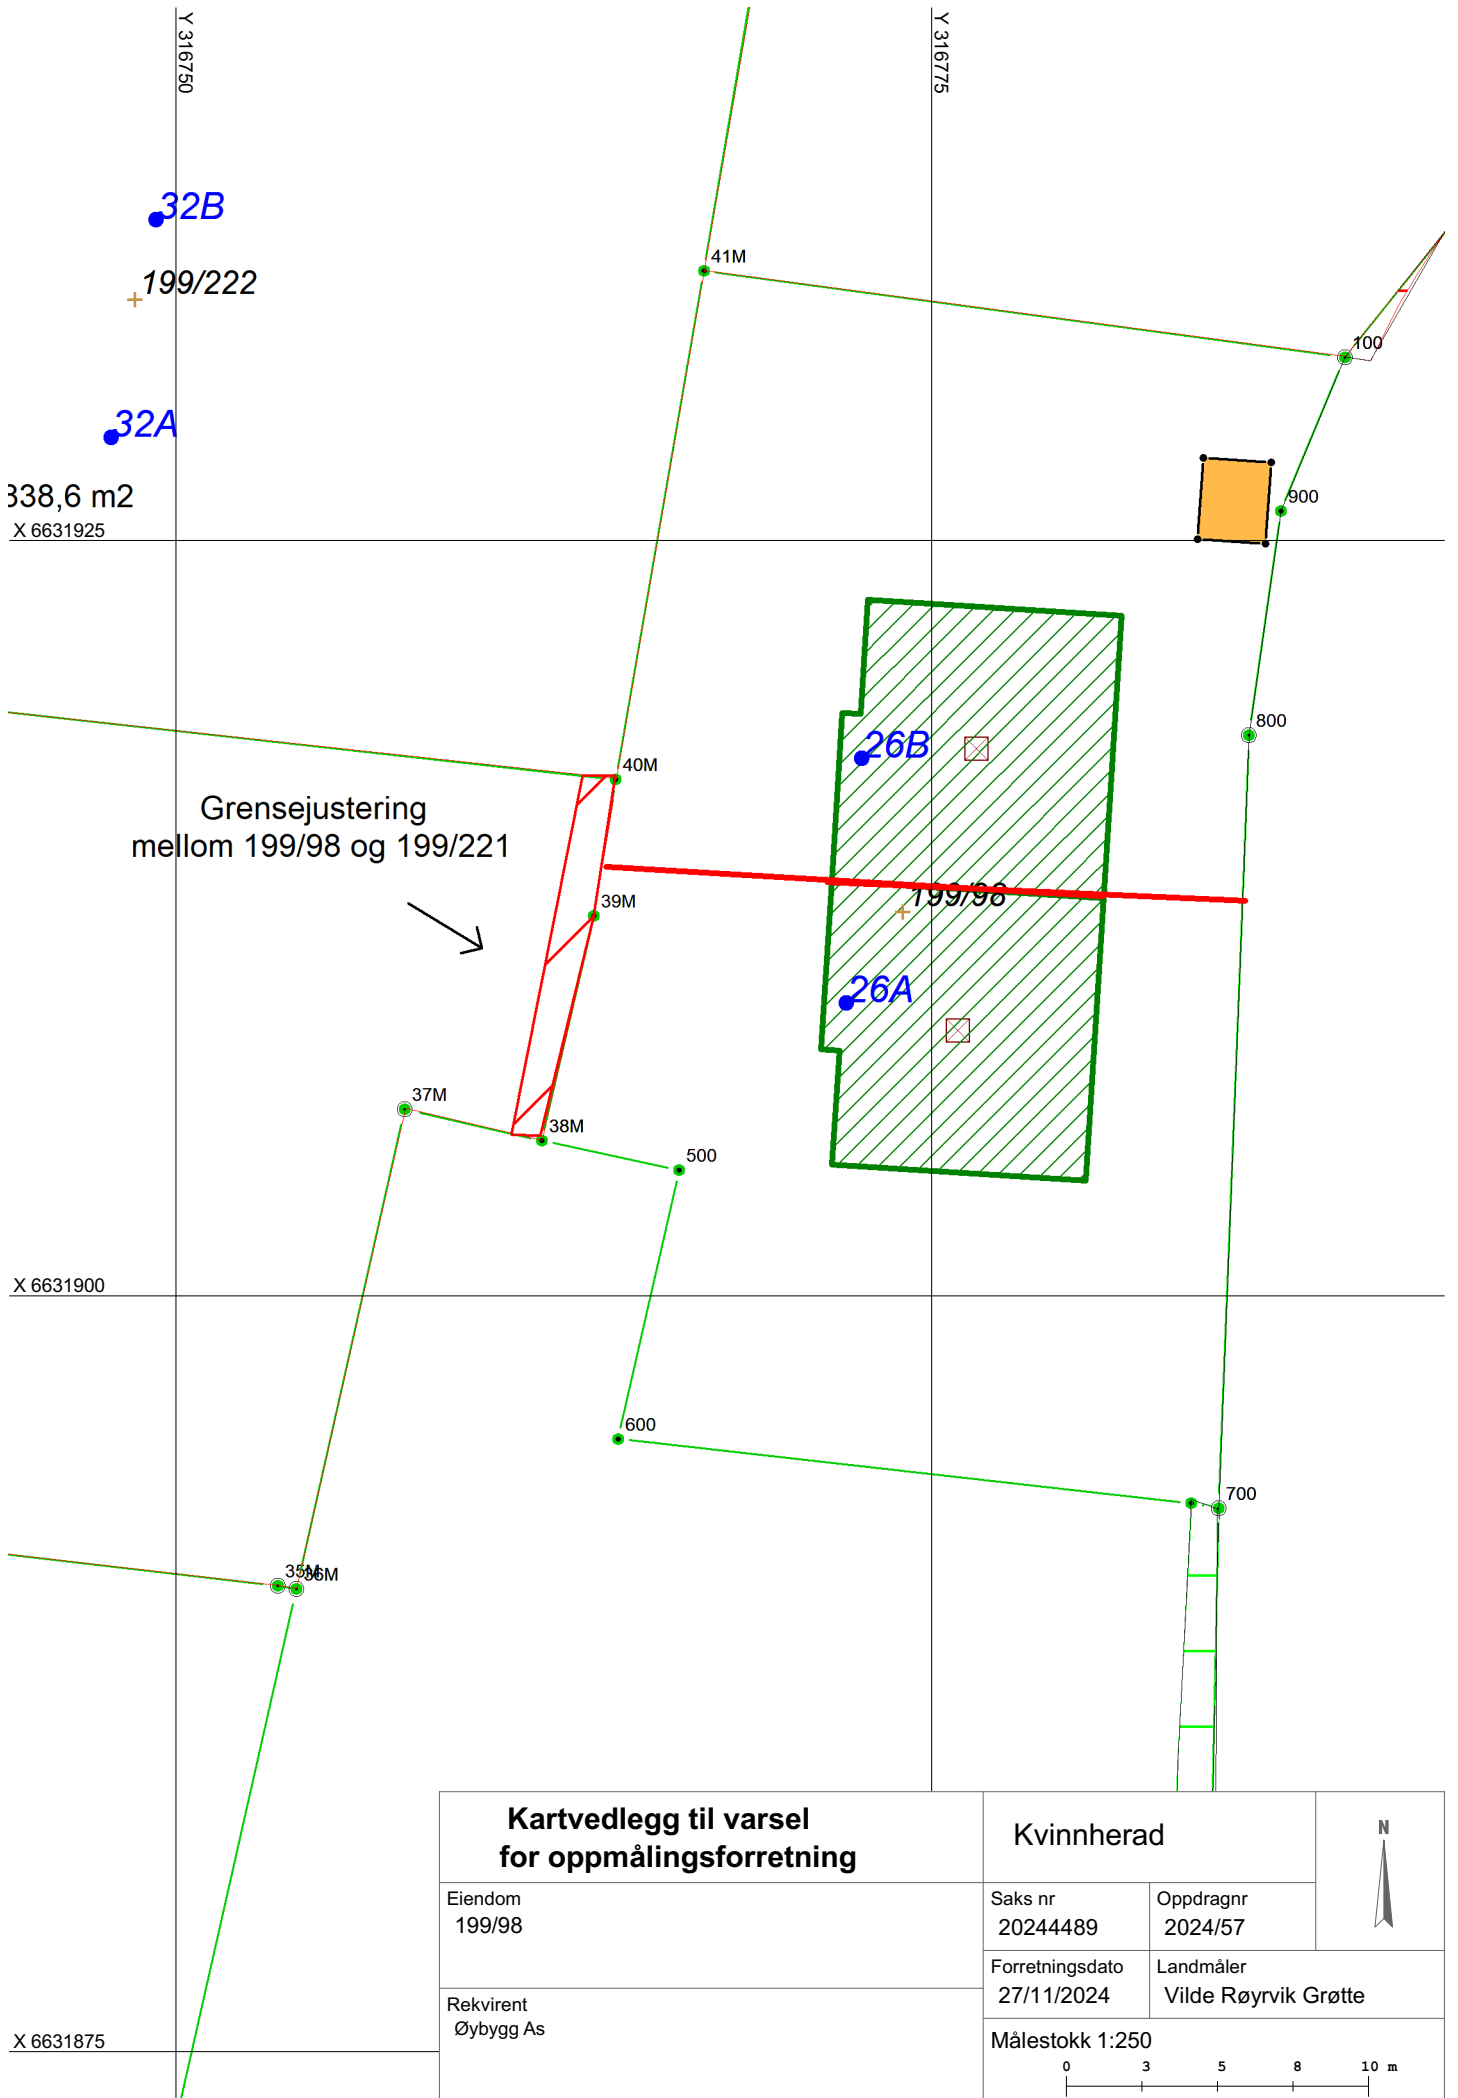 Y 316750
Y 316775
32B
199/222
41M
100
32A
338,6 m2
900
X 6631925
800
26B
40M
Grensejustering
mellom 199/98 og 199/221
199/98
39M
26A
37M
38M
500
X 6631900
600
700
35M
36M
Kartvedlegg til varsel
for oppmålingsforretning
Kvinnherad
N
Eiendom
199/98
Saks nr
20244489
Oppdragnr
2024/57
Forretningsdato
27/11/2024
Landmåler
Vilde Røyrvik Grøtte
Rekvirent
Øybygg As
X 6631875
Målestokk 1:250
0 3 5 8 10 m